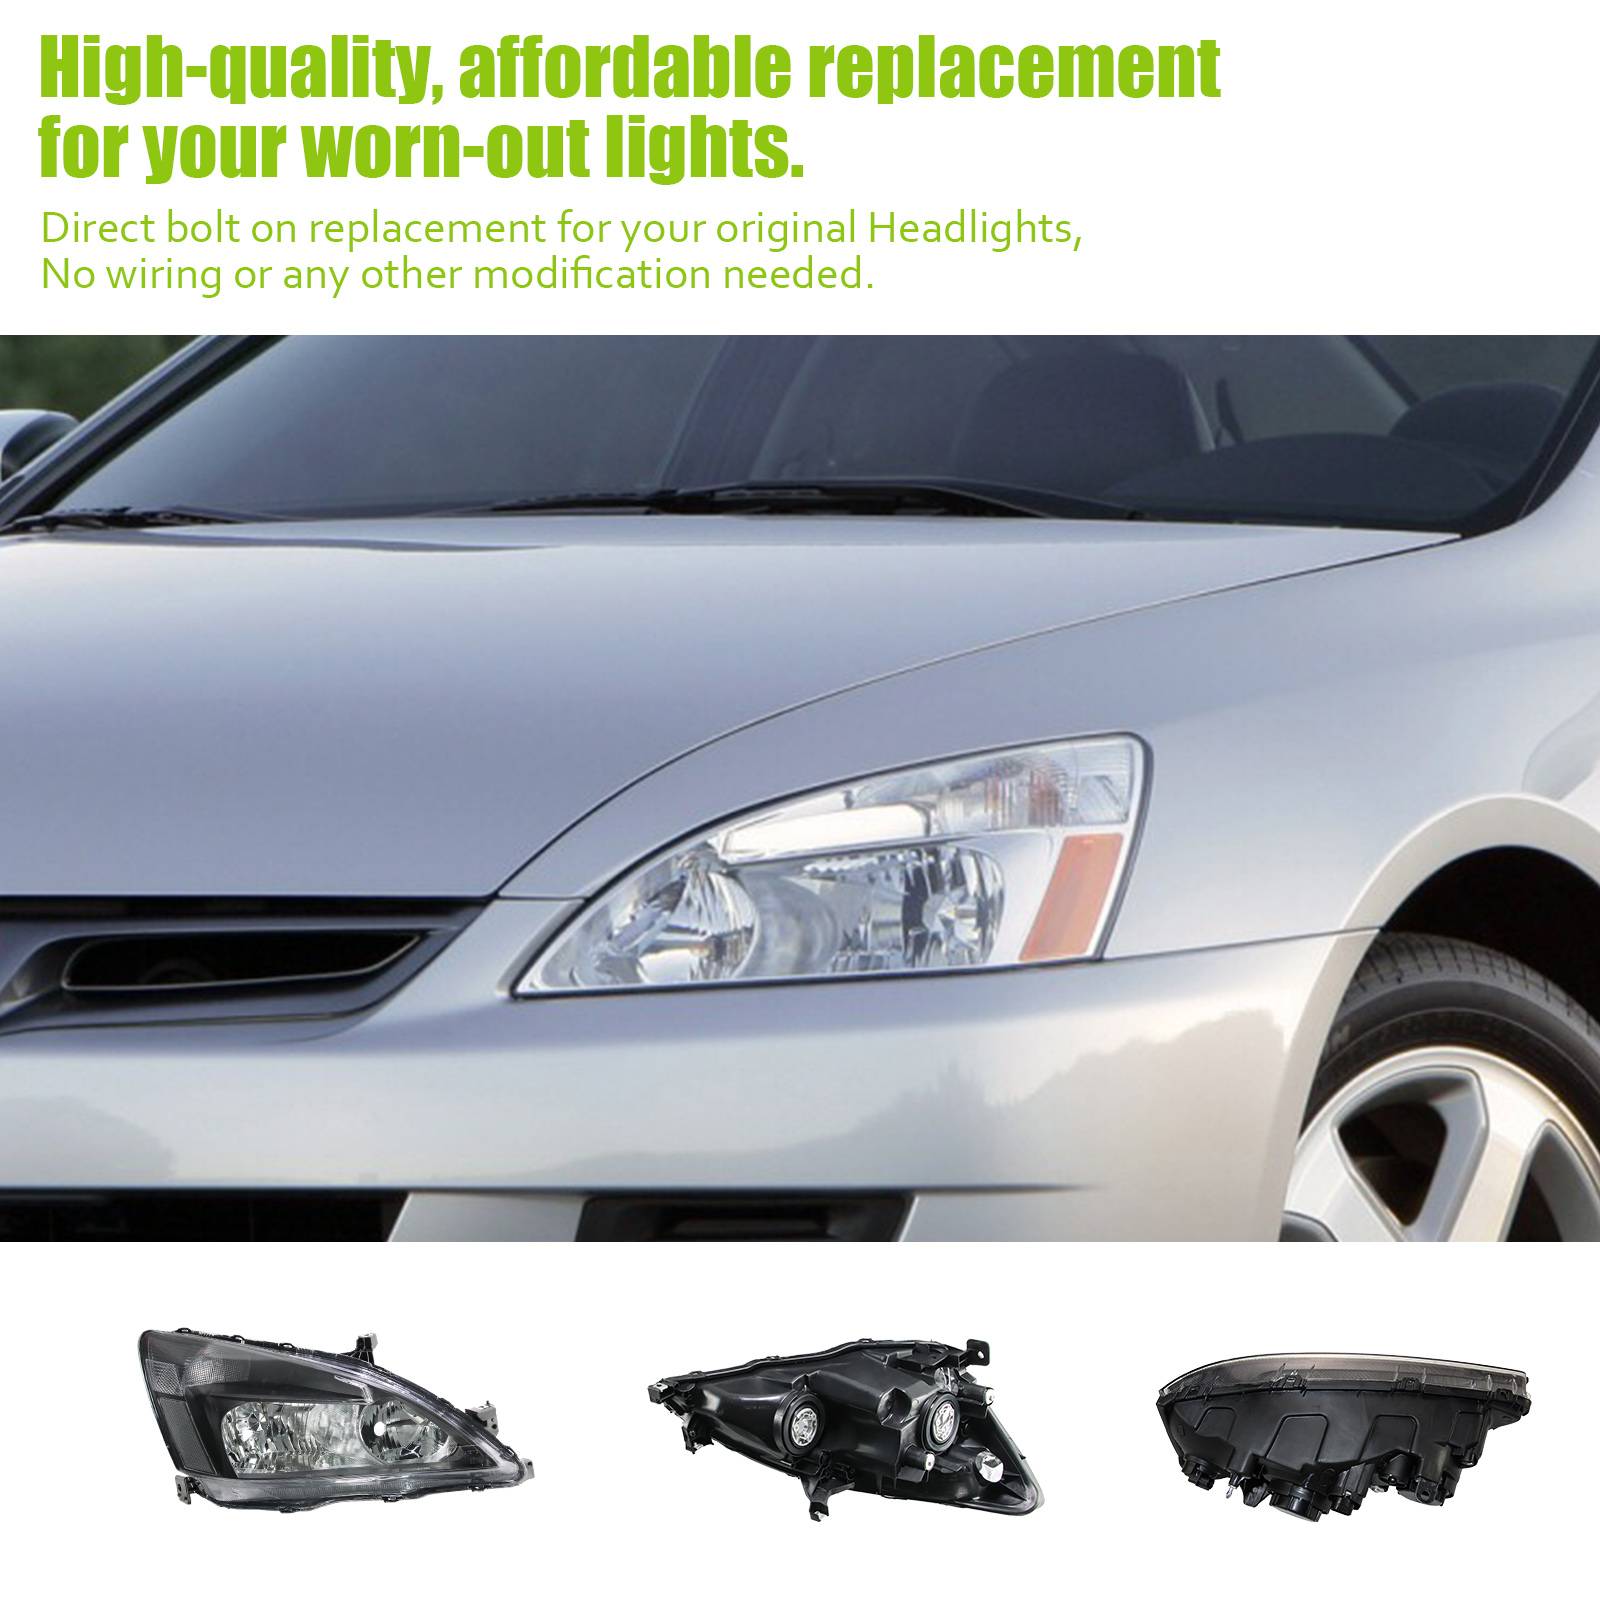 High-quality, affordable replacement
for your worn-out lights.
Direct bolt on replacement for your original Headlights,
No wiring or any other modification needed.